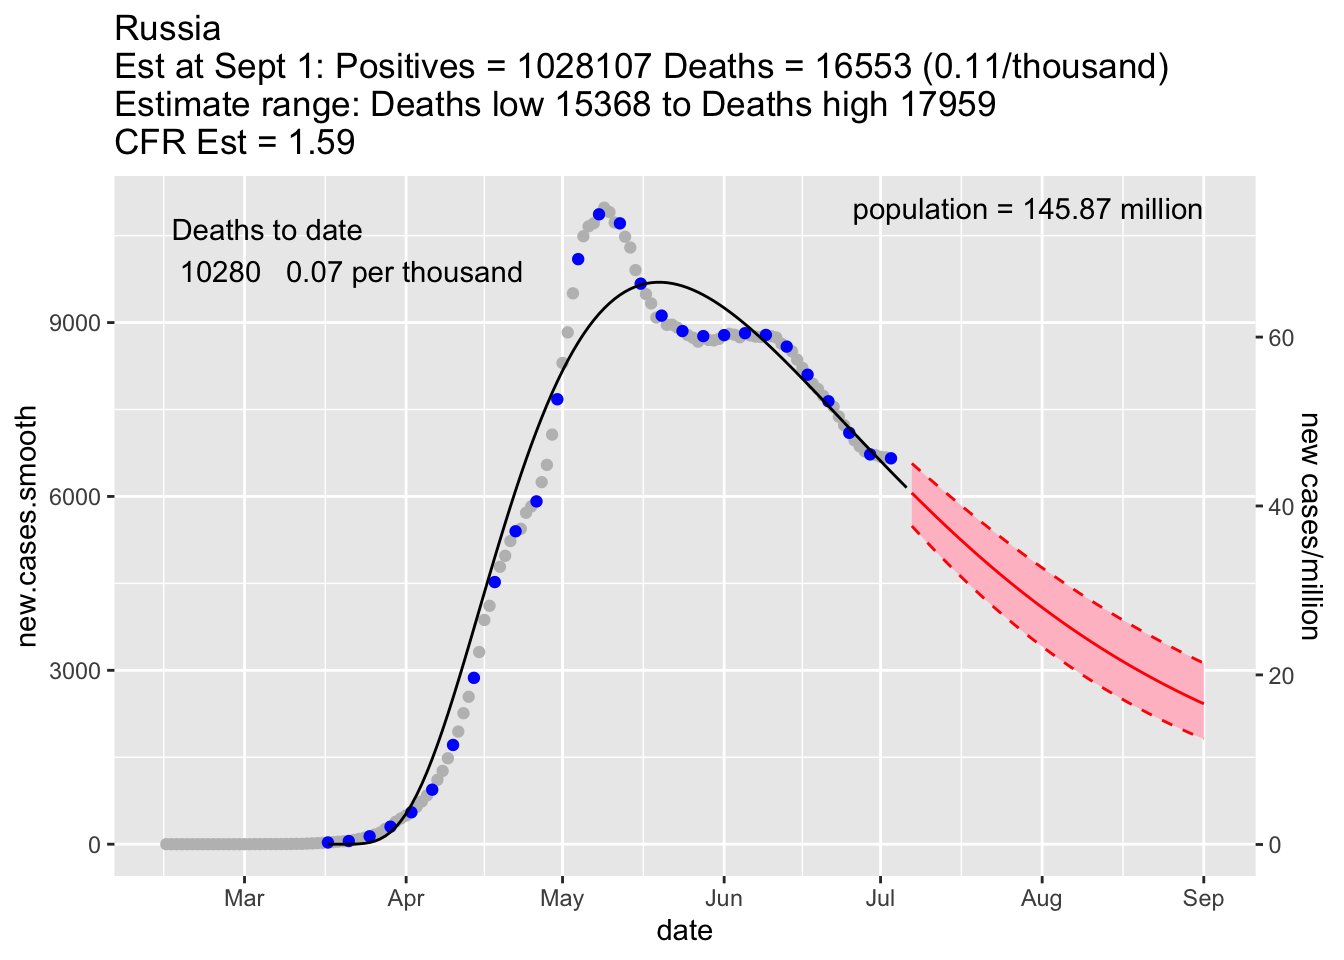 Russia
Est at Sept 1: Positives = 1028107 Deaths = 16553 (0.11/thousand)
Estimate range: Deaths low 15368 to Deaths high 17959
CFR Est = 1.59
population = 145.87 million
Deaths to date
10280 0.07 per thousand
new.cases.smooth
9000
6000
3000
0
60
40
20
0
new cases/million
Mar Apr May Jun Jul Aug Sep
date